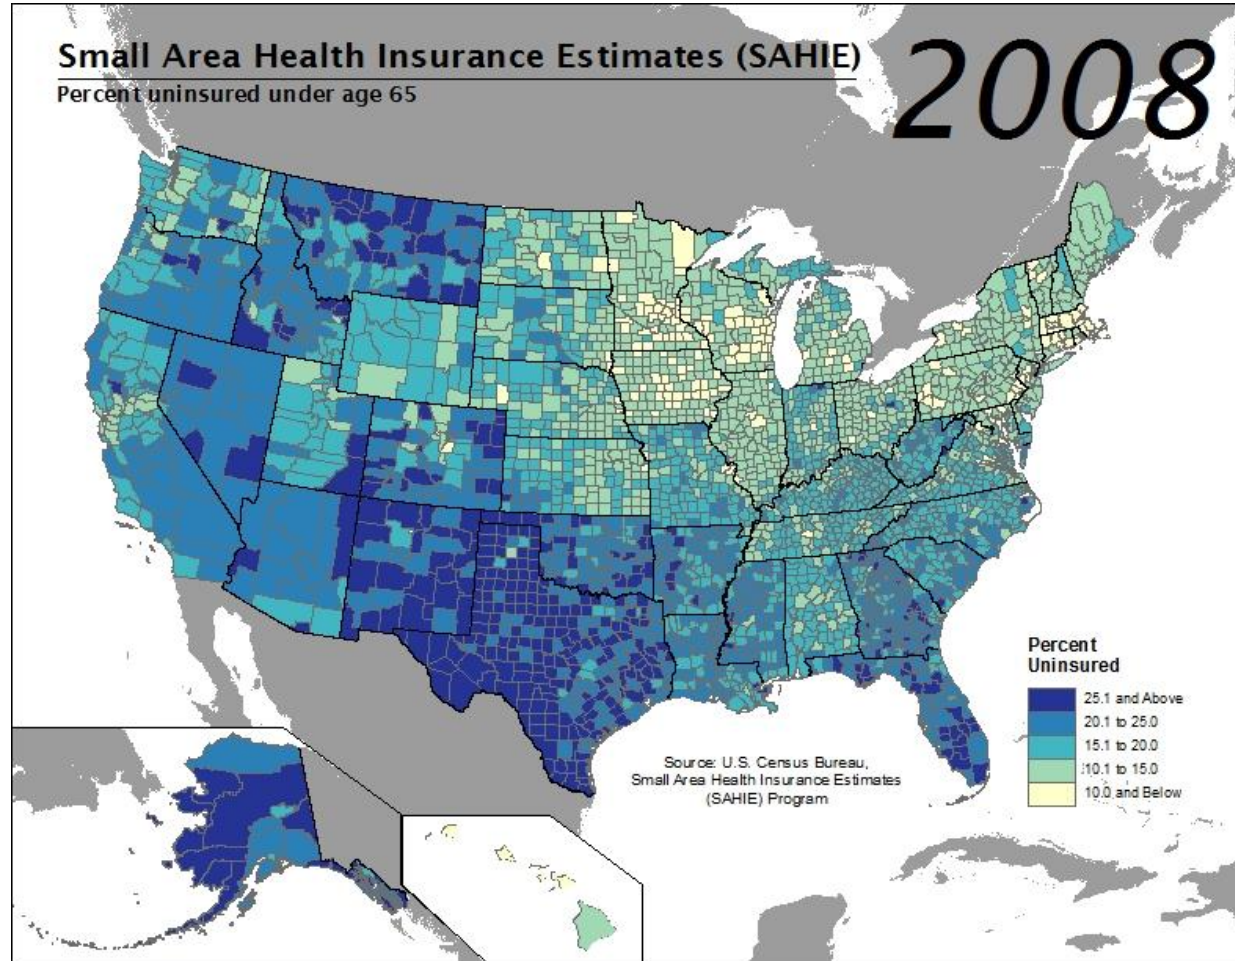 Small Area Health Insurance Estimates (SAHIE)
Percent uninsured under age 65
2008
Percent
Uninsured
25.1 and Above
20.1 to 25.0
15.1 to 20.0
10.1 to 15.0
10.0 and Below
Source: U.S. Census Bureau,
Small Area Health Insurance Estimates
(SAHIE) Program